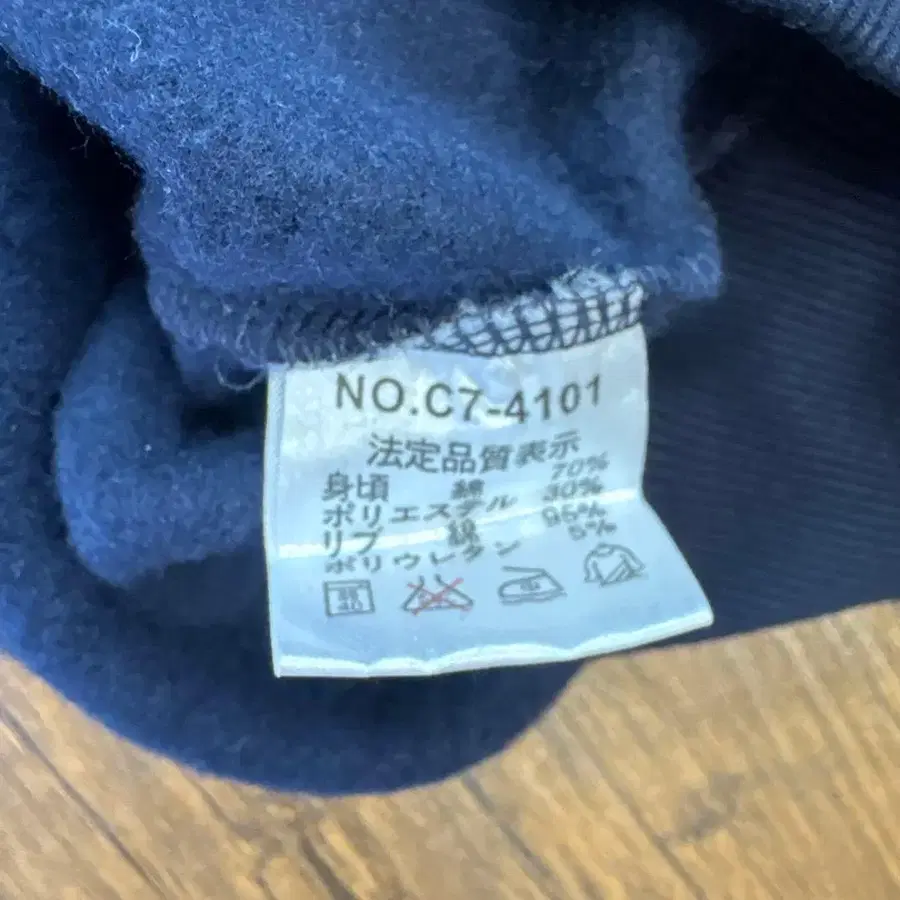 NO.C7-4101
法定品質表示
身頃 綿 70%
ポリエステル 30%
リブ 綿 95%
ポリウレタン 5%
40